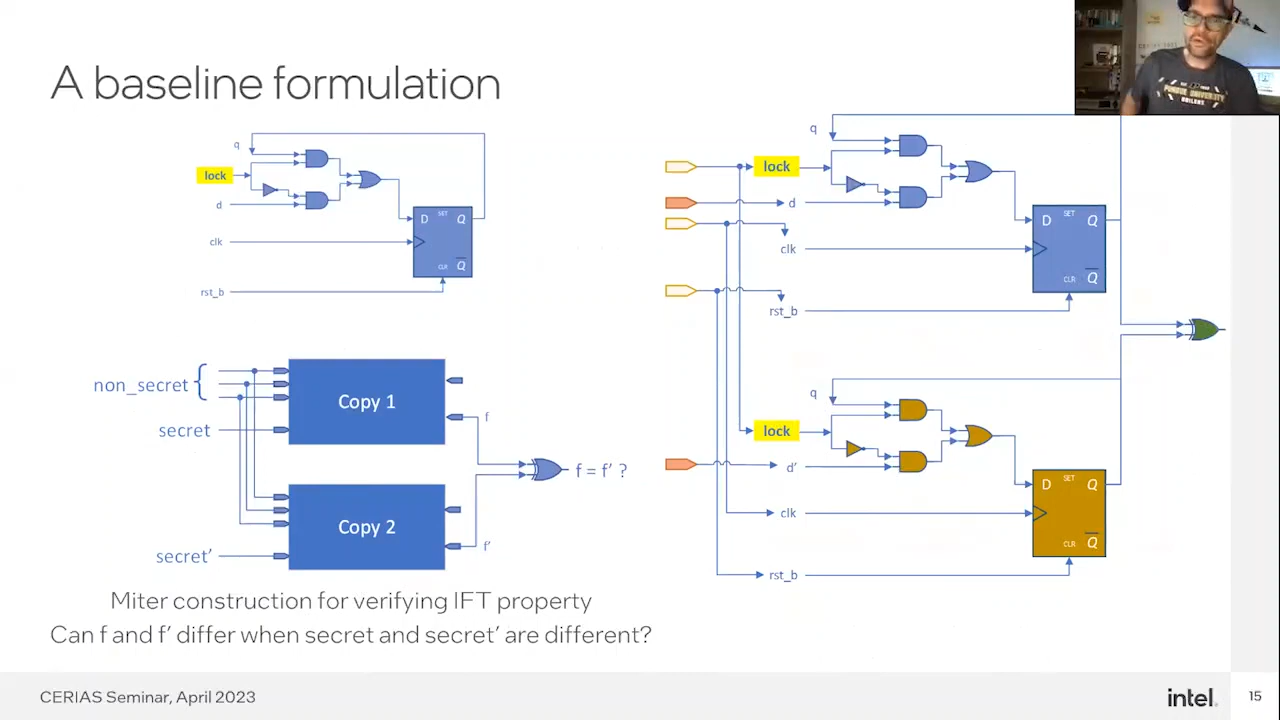 A baseline formulation
q
lock
d
clk
rst_b
D SET Q
CLR Q
non_secret
secret
secret’
Copy 1
Copy 2
f
f’
f = f’ ?
Miter construction for verifying IFT property
Can f and f’ differ when secret and secret’ are different?
q
lock
d
clk
rst_b
D SET Q
CLR Q
q
lock
d’
clk
rst_b
D SET Q
CLR Q
PURDUE UNIVERSITY
CERIAS Seminar, April 2023
intel.
15